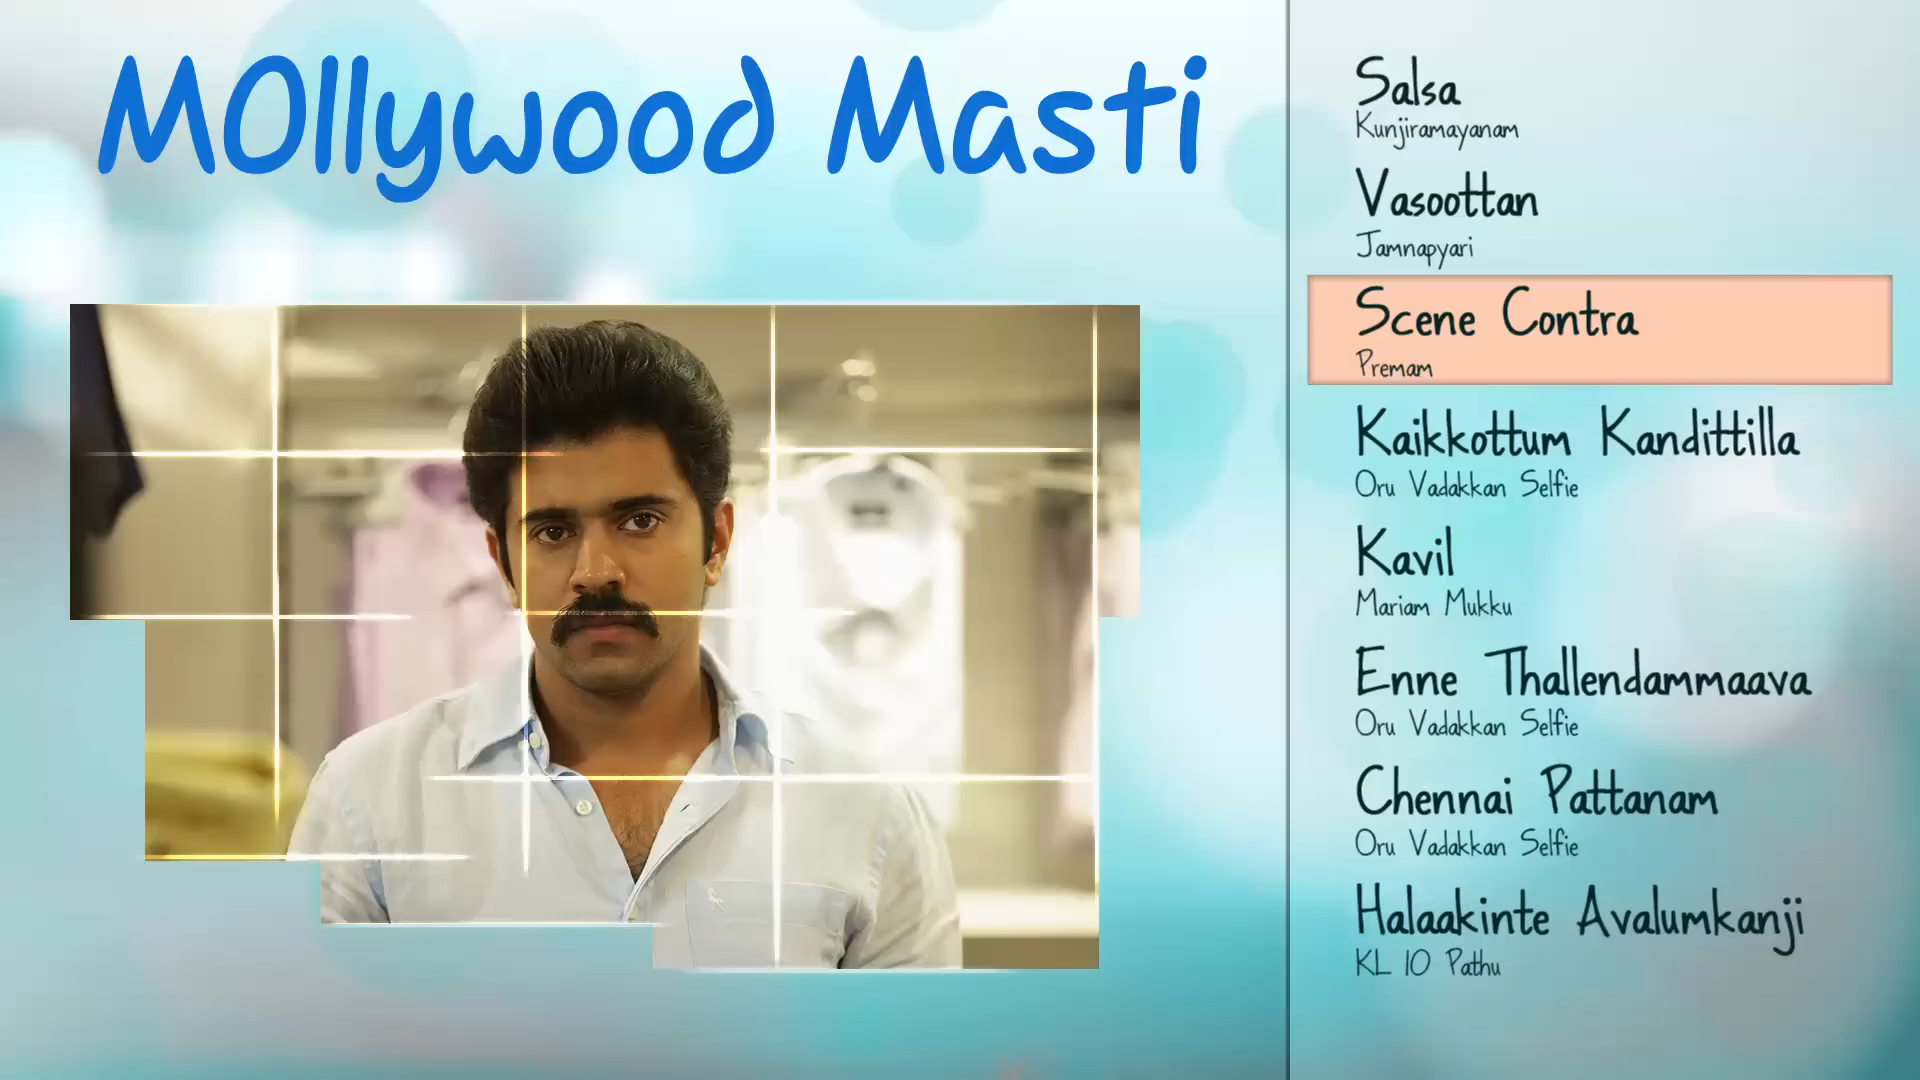 MOllywood Masti
Salsa
Kunjiramayanam
Vasoottan
Jamnapyari
Scene Contra
Premam
Kaikkottum Kandittilla
Oru Vadakkan Selfie
Kavil
Mariam Mukku
Enne Thallendammaava
Oru Vadakkan Selfie
Chennai Pattanam
Oru Vadakkan Selfie
Halaakinte Avalumkanji
KL 10 Pathu